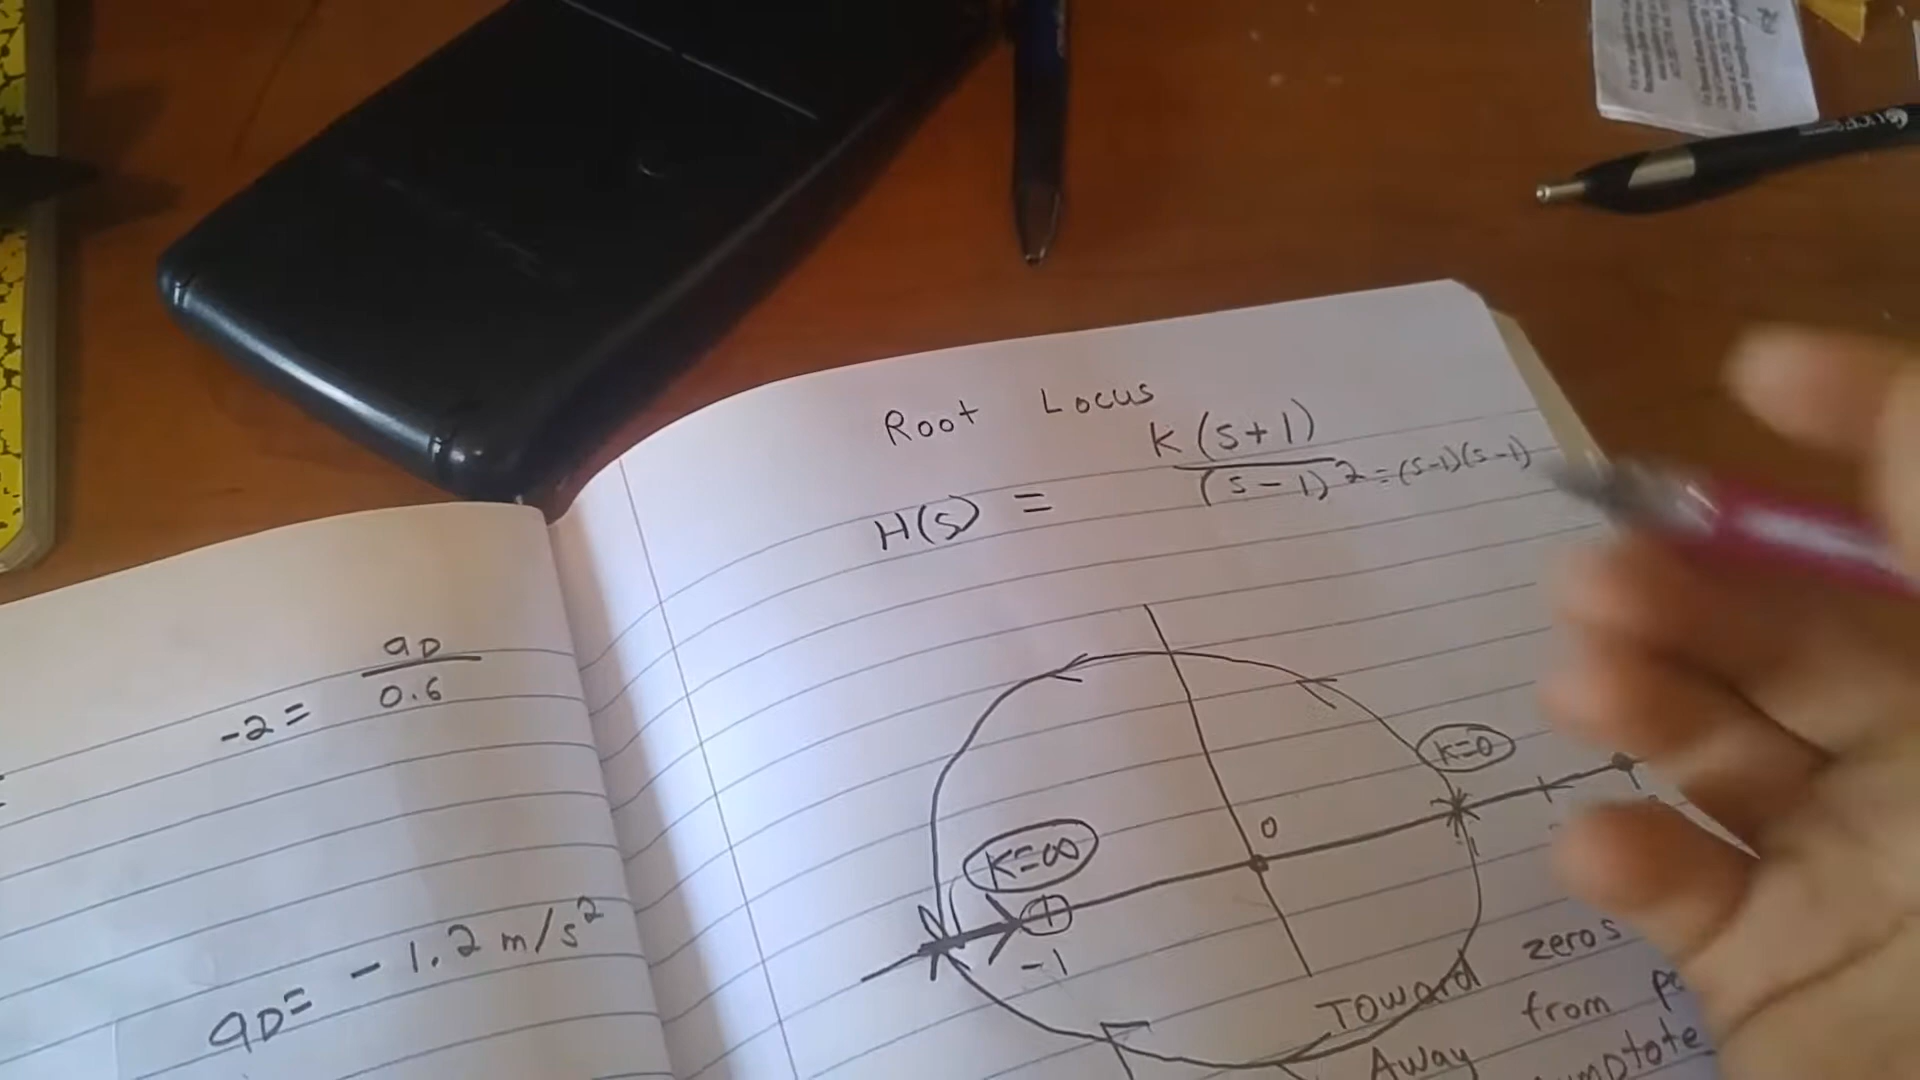 Root Locus
H(s) = K(s+1) / (s-1)² = (s-1)(s-1)
-2 = aD / 0.6
aD = -1.2 m/s²
K=0
0
K=∞
-1
Toward zeros
Away from